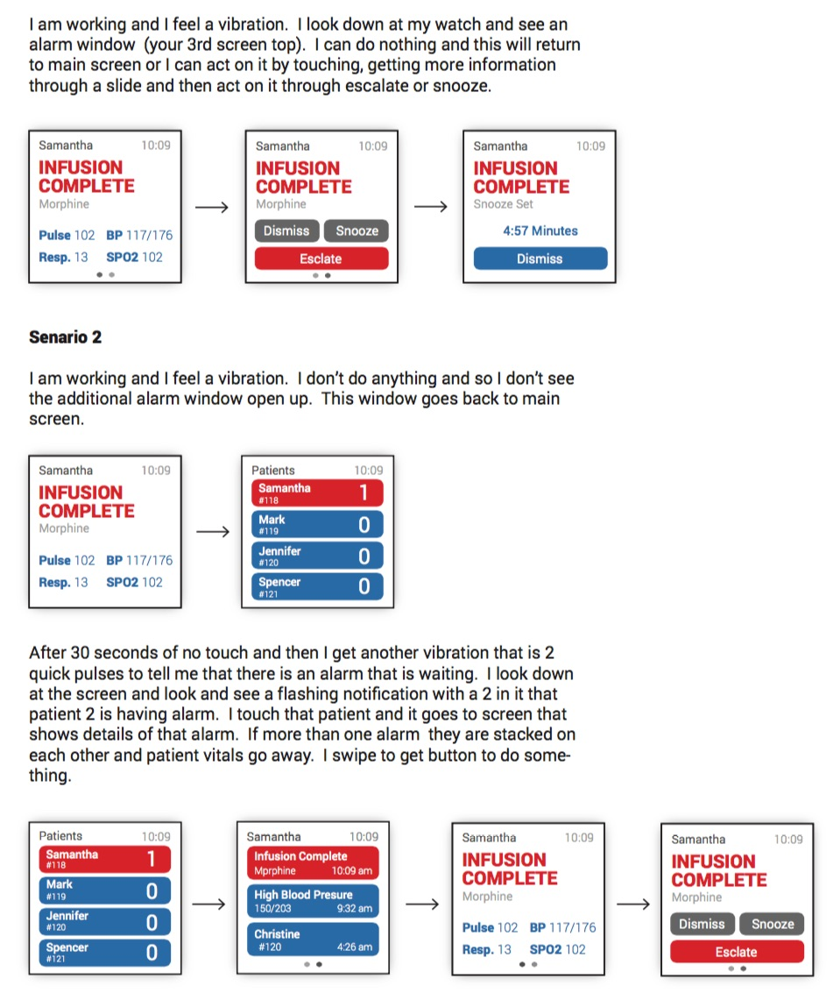 I am working and I feel a vibration.  I look down at my watch and see an
alarm window  (your 3rd screen top).  I can do nothing and this will return
to main screen or I can act on it by touching, getting more information
through a slide and then act on it through escalate or snooze.
Samantha 10:09
INFUSION
COMPLETE
Morphine
Pulse 102 BP 117/176
Resp. 13 SPO2 102
Samantha 10:09
INFUSION
COMPLETE
Morphine
Dismiss Snooze
Esclate
Samantha 10:09
INFUSION
COMPLETE
Snooze Set
4:57 Minutes
Dismiss
Senario 2
I am working and I feel a vibration.  I don't do anything and so I don't see
the additional alarm window open up.  This window goes back to main
screen.
Samantha 10:09
INFUSION
COMPLETE
Morphine
Pulse 102 BP 117/176
Resp. 13 SPO2 102
Patients 10:09
Samantha 1
#118
Mark 0
#119
Jennifer 0
#120
Spencer 0
#121
After 30 seconds of no touch and then I get another vibration that is 2
quick pulses to tell me that there is an alarm that is waiting.  I look down
at the screen and look and see a flashing notification with a 2 in it that
patient 2 is having alarm.  I touch that patient and it goes to screen that
shows details of that alarm.  If more than one alarm  they are stacked on
each other and patient vitals go away.  I swipe to get button to do some-
thing.
Patients 10:09
Samantha 1
#118
Mark 0
#119
Jennifer 0
#120
Spencer 0
#121
Samantha 10:09
Infusion Complete
Mprphine 10:09 am
High Blood Presure
150/203 9:32 am
Christine
#120 4:26 am
Samantha 10:09
INFUSION
COMPLETE
Morphine
Pulse 102 BP 117/176
Resp. 13 SPO2 102
Samantha 10:09
INFUSION
COMPLETE
Morphine
Dismiss Snooze
Esclate